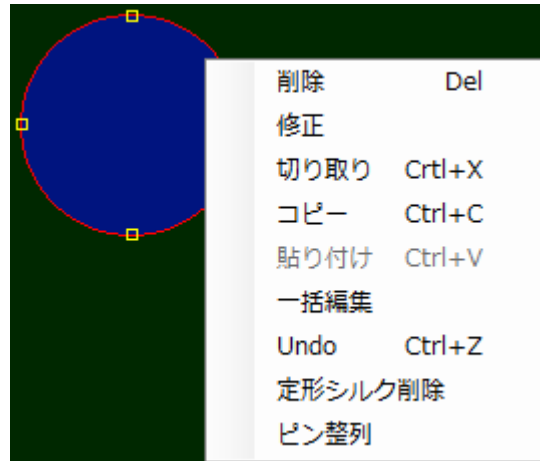 削除 Del
修正
切り取り Crtl+X
コピー Ctrl+C
貼り付け Ctrl+V
一括編集
Undo Ctrl+Z
定形シルク削除
ピン整列